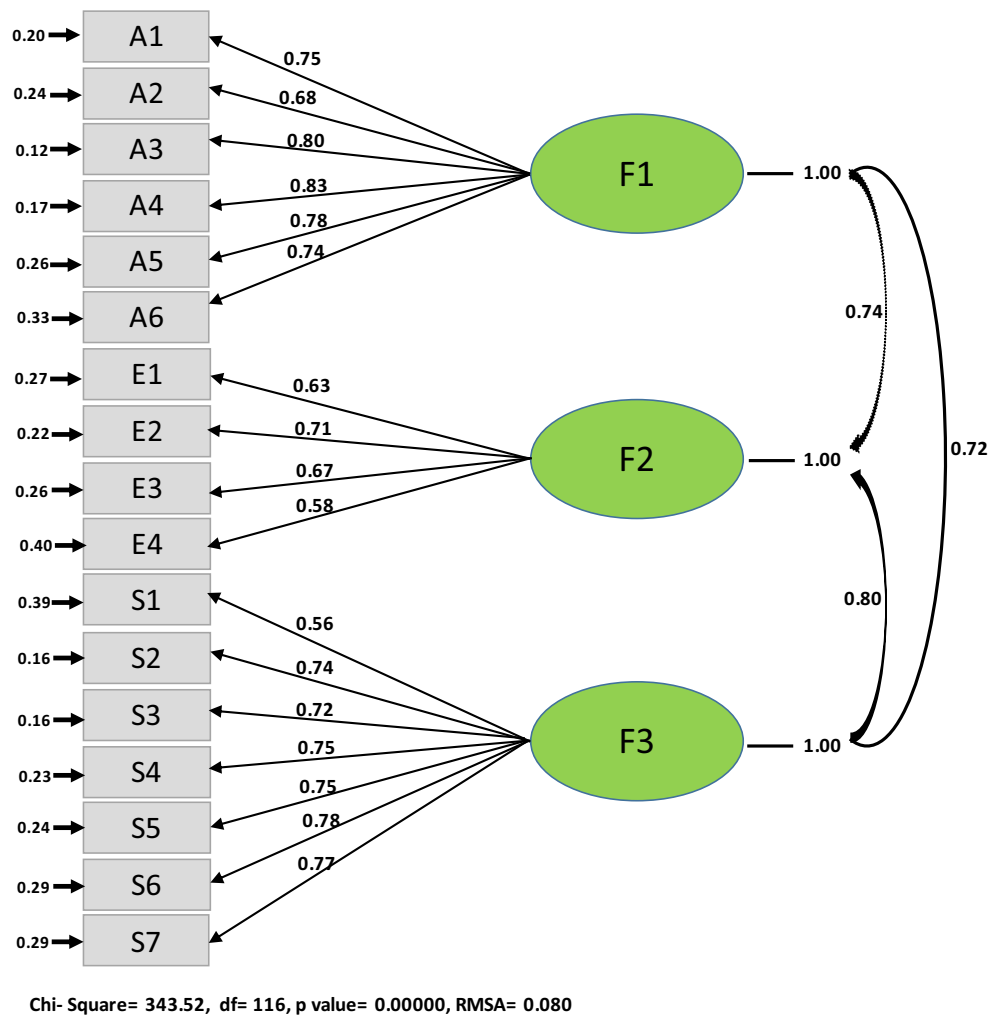 0.20 A1
0.75
0.24 A2
0.68
0.12 A3
0.80
0.17 A4
0.83
0.26 A5
0.78
0.33 A6
0.74
F1 1.00
0.27 E1
0.63
0.22 E2
0.71
0.26 E3
0.67
0.40 E4
0.58
F2 1.00
0.39 S1
0.56
0.16 S2
0.74
0.16 S3
0.72
0.23 S4
0.75
0.24 S5
0.75
0.29 S6
0.78
0.29 S7
0.77
F3 1.00
0.74
0.72
0.80
Chi- Square= 343.52, df= 116, p value= 0.00000, RMSA= 0.080